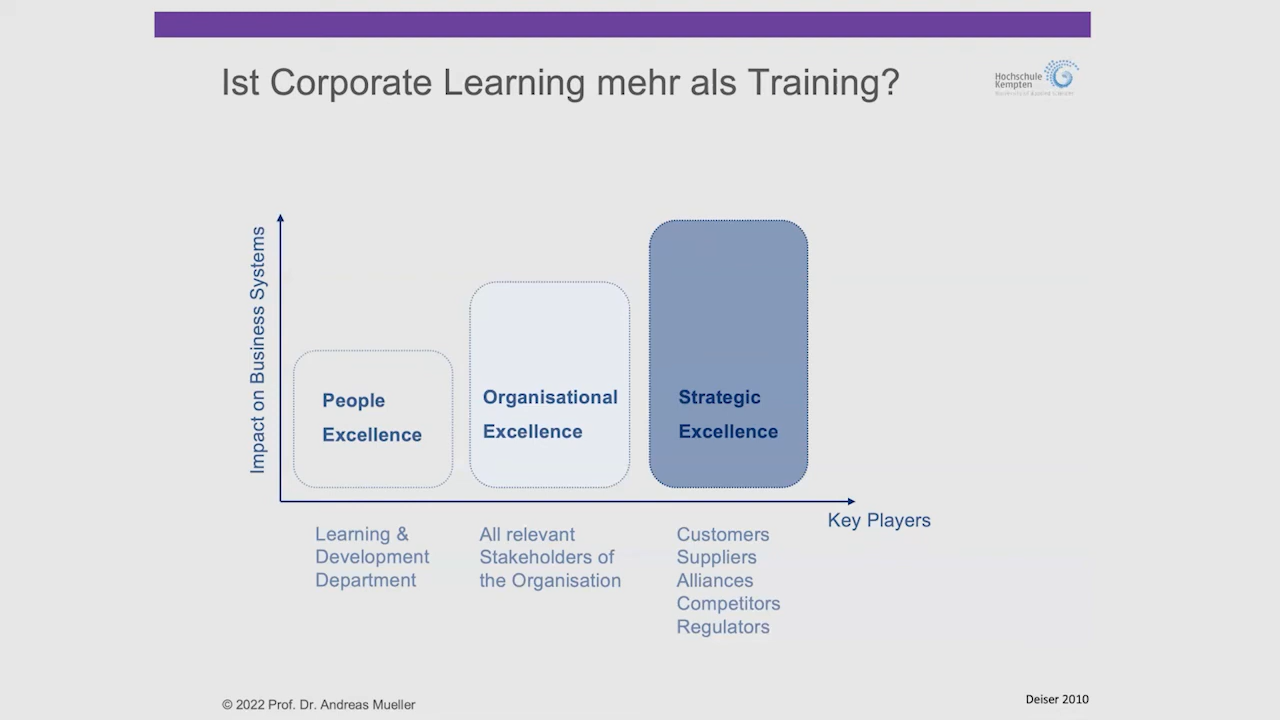 Ist Corporate Learning mehr als Training?
Hochschule
Kempten
Impact on Business Systems
People
Excellence
Organisational
Excellence
Strategic
Excellence
Key Players
Learning &
Development
Department
All relevant
Stakeholders of
the Organisation
Customers
Suppliers
Alliances
Competitors
Regulators
© 2022 Prof. Dr. Andreas Mueller
Deiser 2010